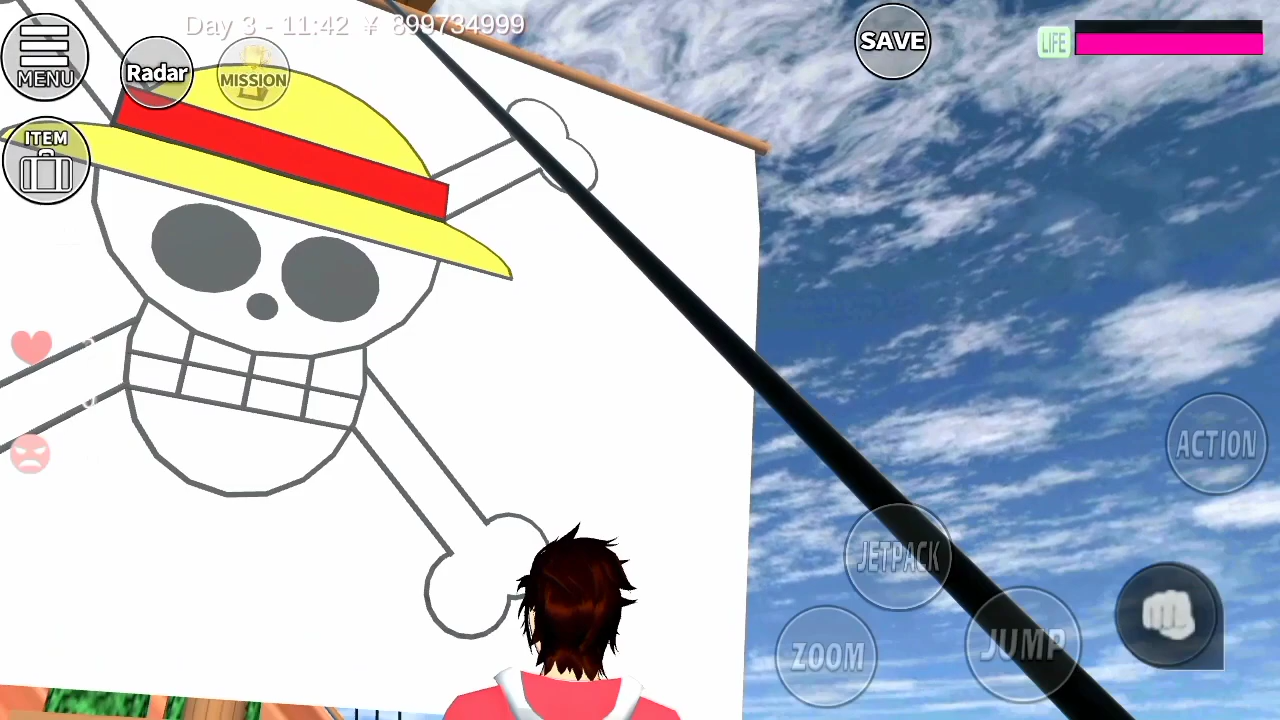 Day 3 - 11:42 ¥ 899734999
MENU
Radar
MISSION
SAVE
LIFE
ITEM
ACTION
JETPACK
ZOOM
JUMP